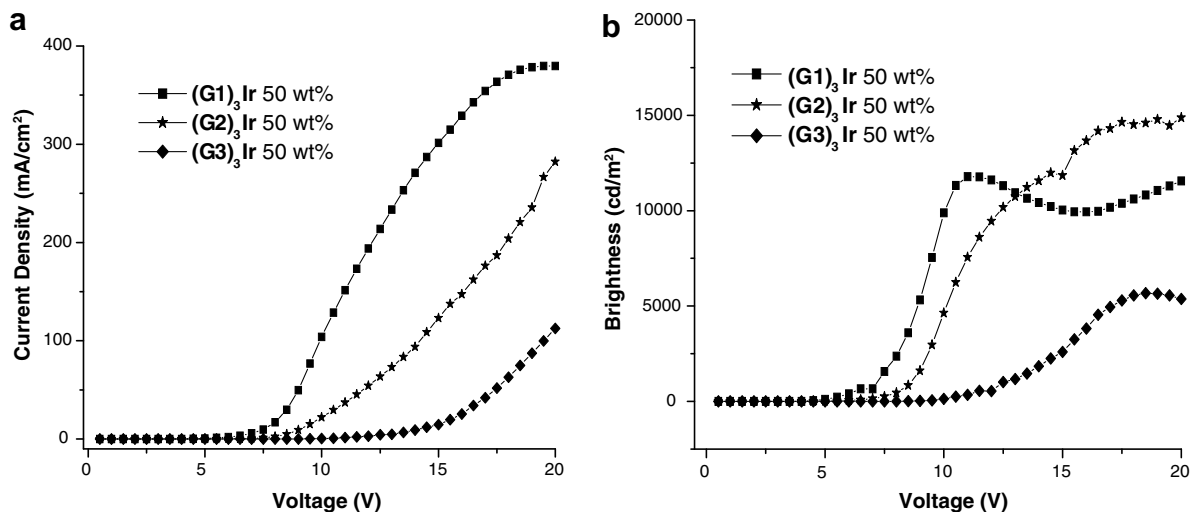 a
400
300
200
100
0
Current Density (mA/cm²)
(G1)₃Ir 50 wt%
(G2)₃Ir 50 wt%
(G3)₃Ir 50 wt%
0 5 10 15 20
Voltage (V)
b
20000
15000
10000
5000
0
Brightness (cd/m²)
(G1)₃Ir 50 wt%
(G2)₃Ir 50 wt%
(G3)₃Ir 50 wt%
0 5 10 15 20
Voltage (V)